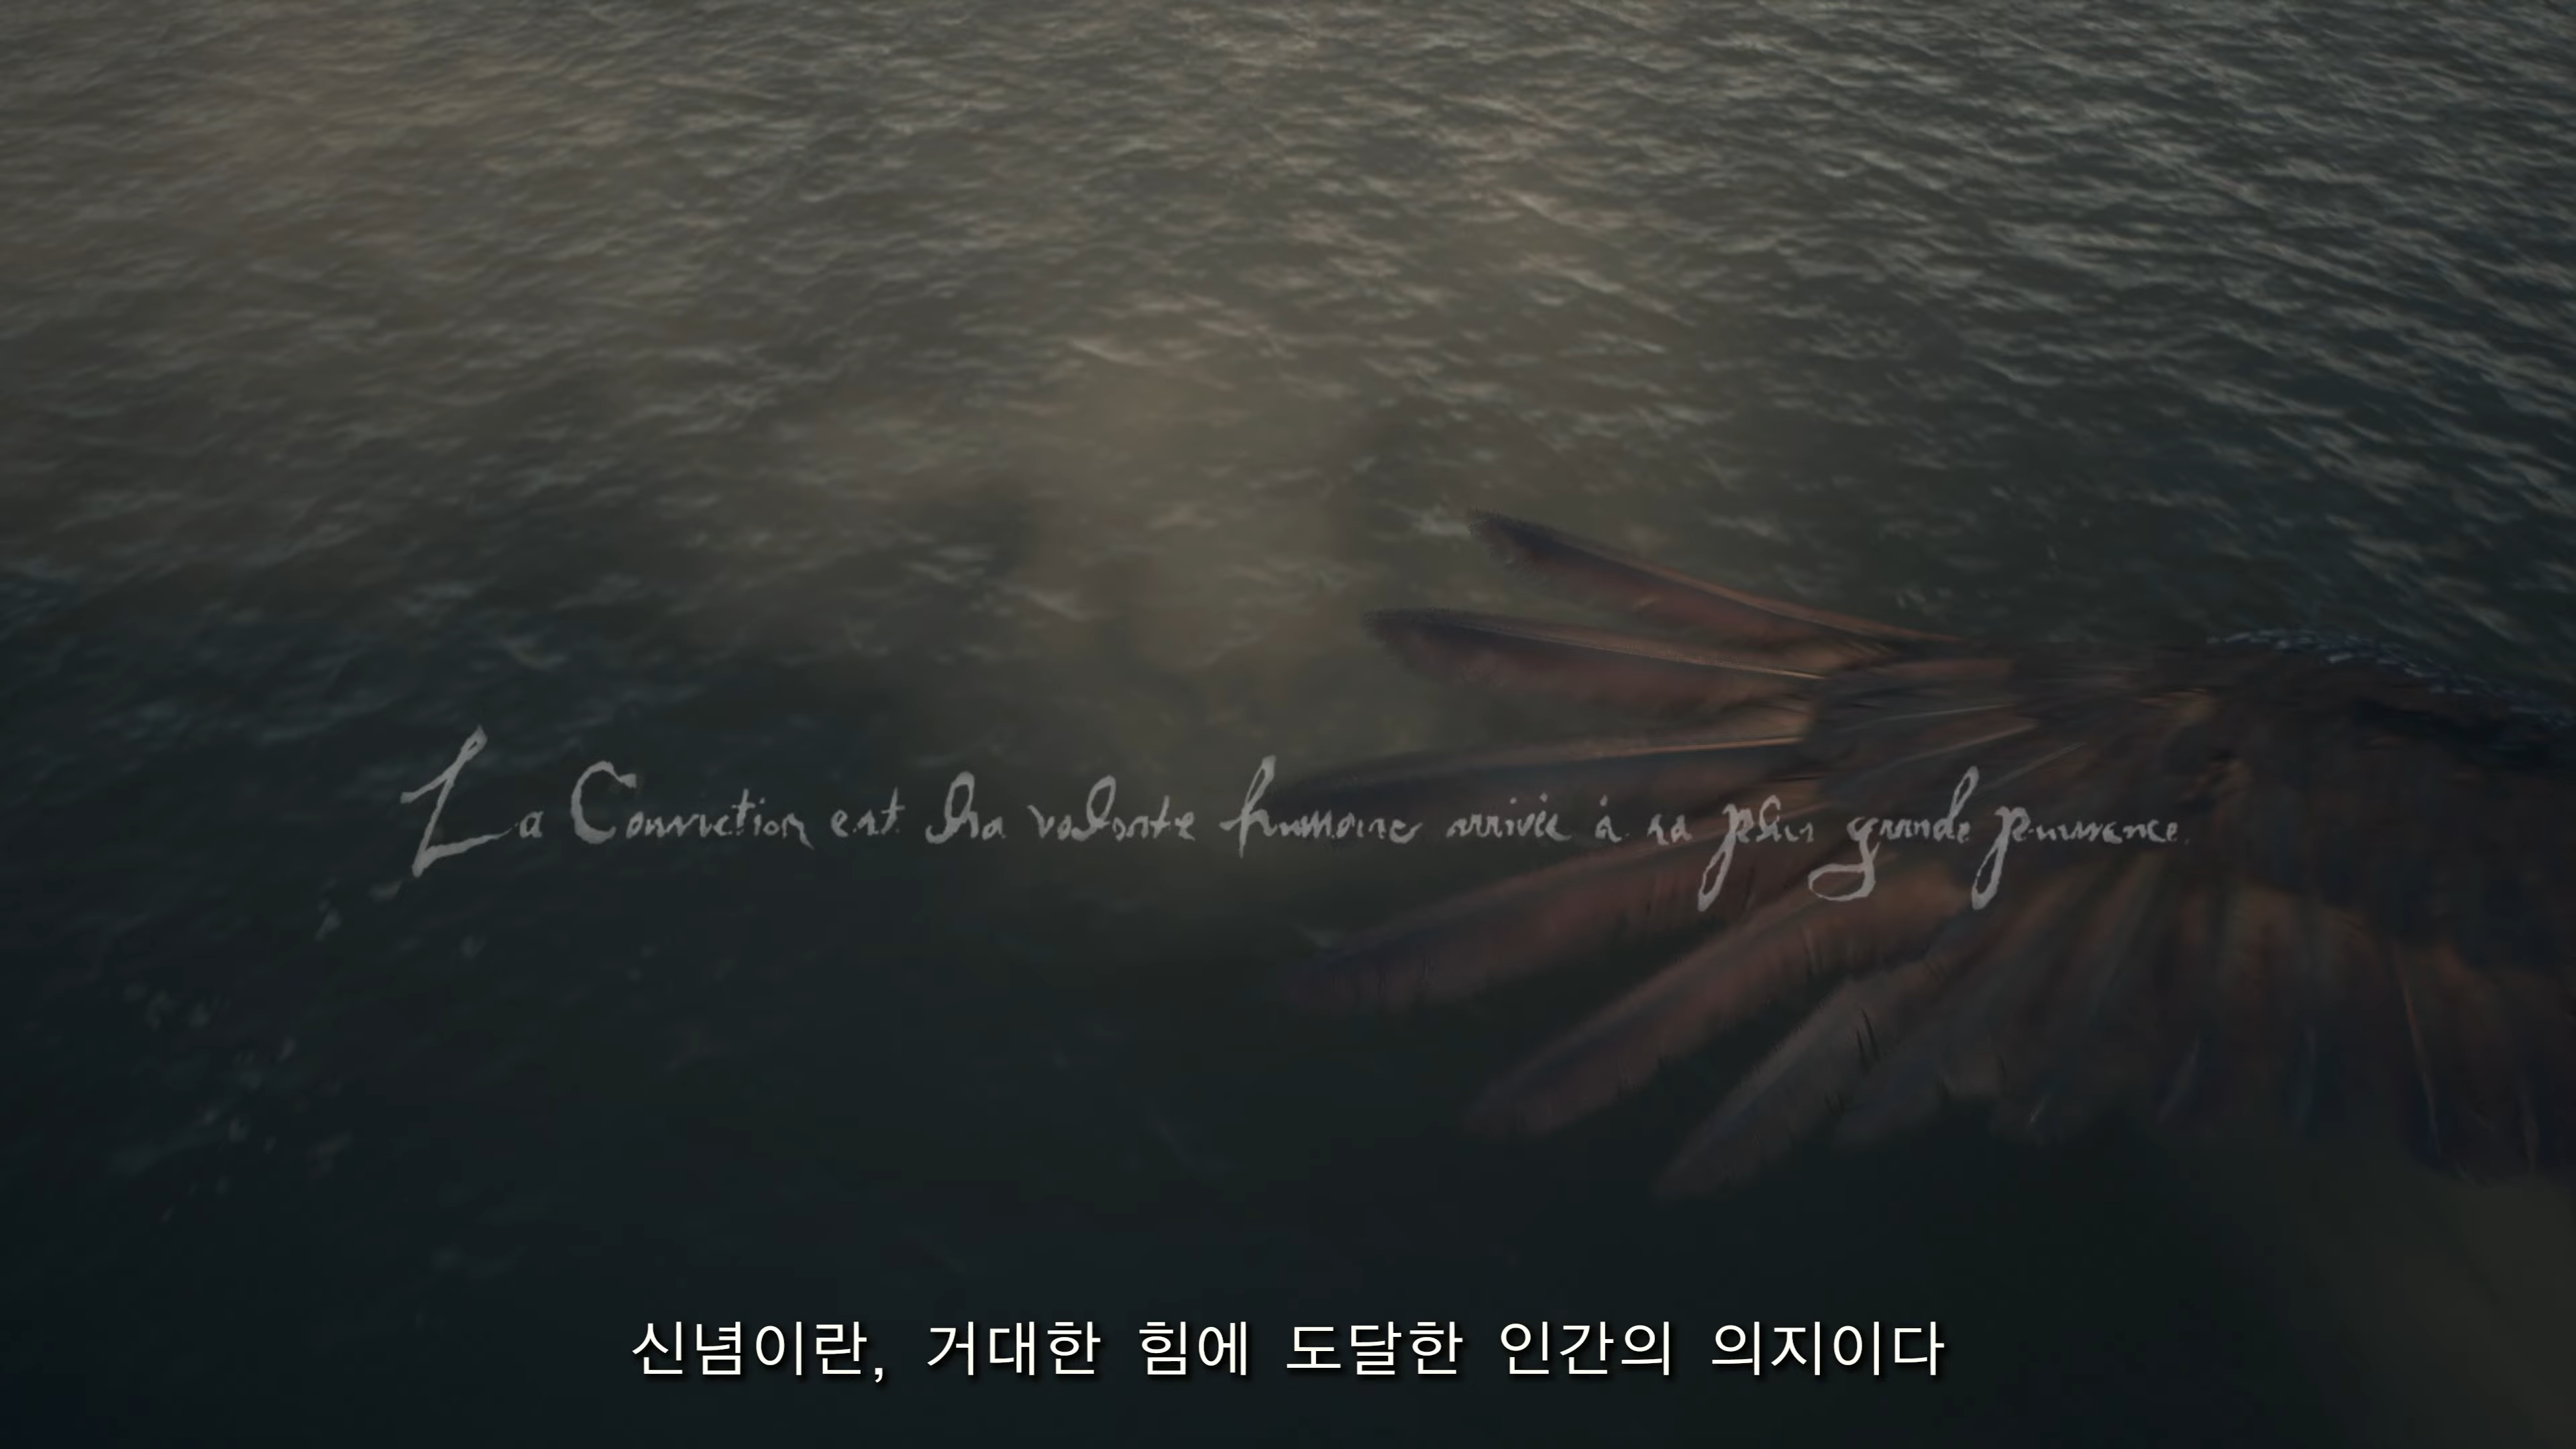 La Conviction est la volonté humaine arrivée à sa plus grande puissance.
신념이란, 거대한 힘에 도달한 인간의 의지이다